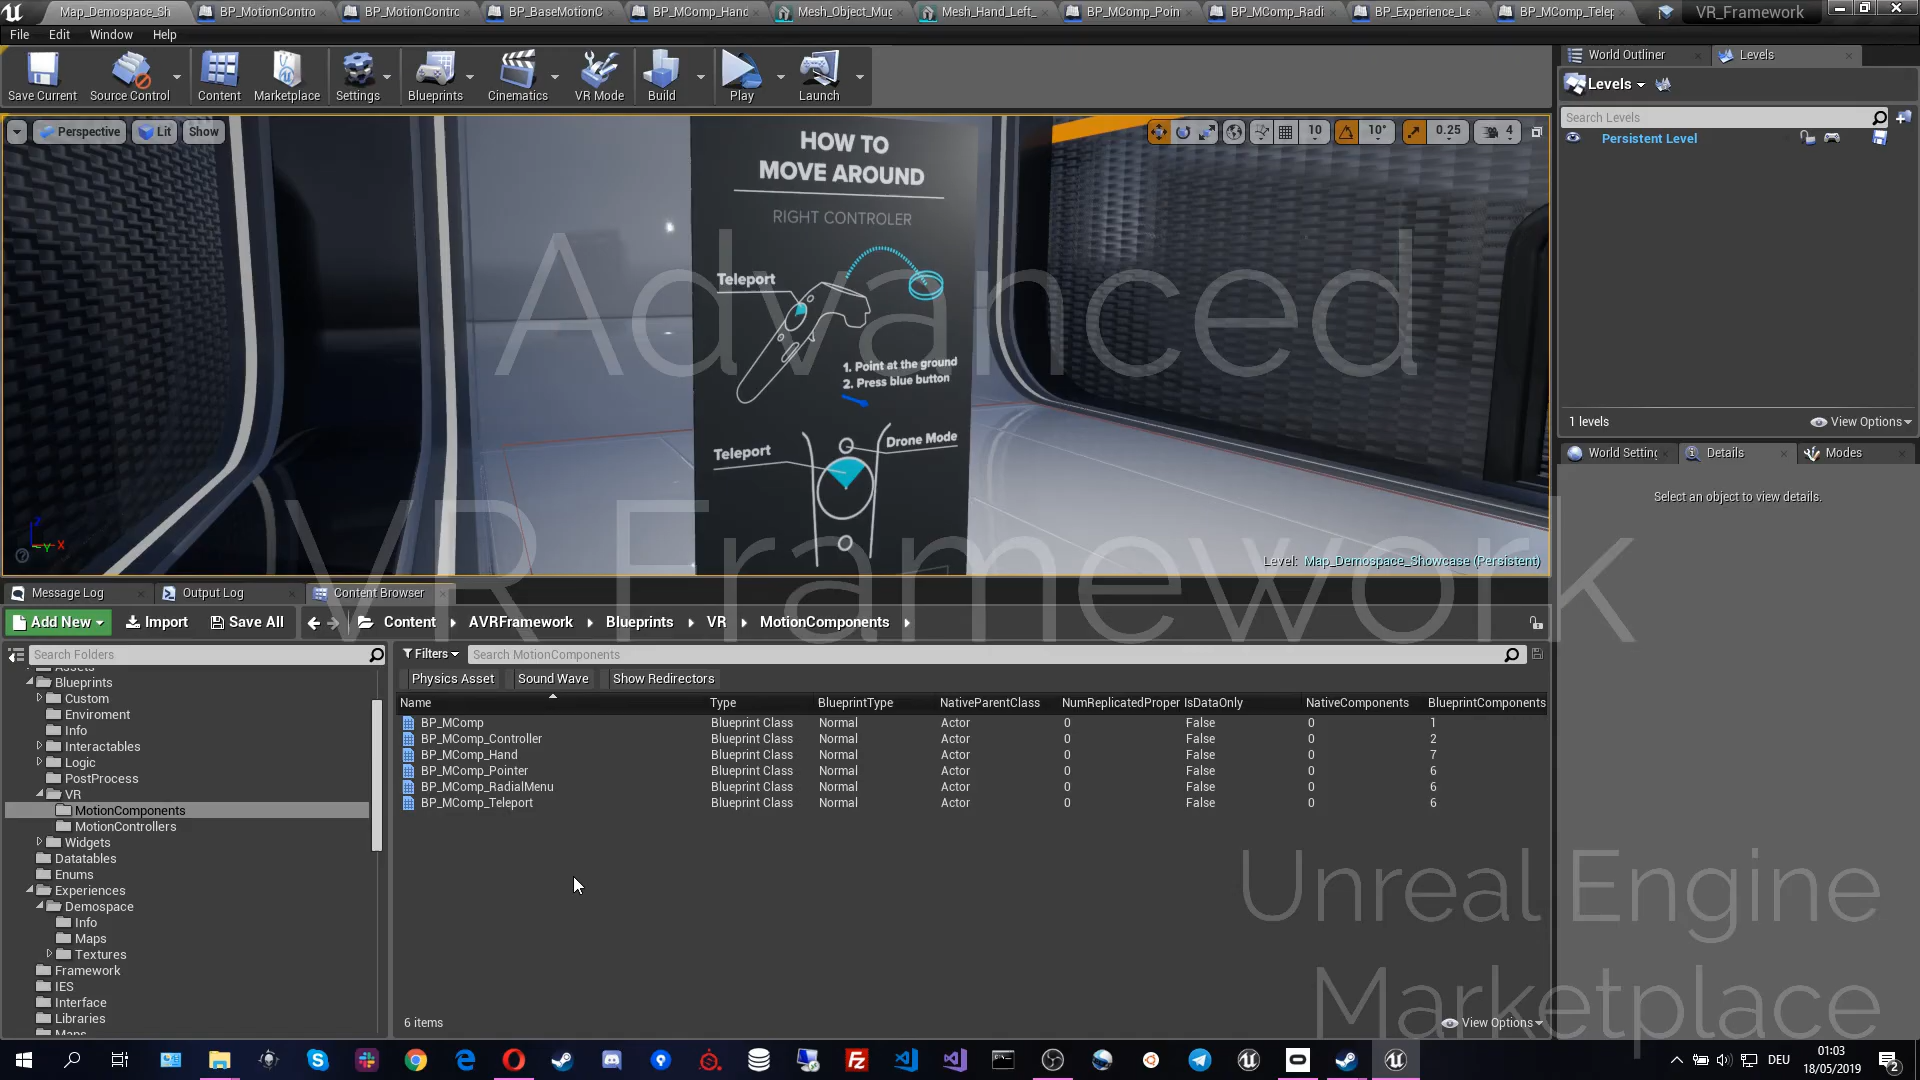 Map_Demospace_Sh
BP_MotionContro
BP_MotionContrc
BP_BaseMotionC
BP_MComp_Hand
Mesh_Object_Mug
Mesh_Hand_Left_
BP_MComp_Poin
BP_MComp_Radi
BP_Experience_Le
BP_MComp_Telep
VR_Framework
File Edit Window Help
Save Current
Source Control
Content
Marketplace
Settings
Blueprints
Cinematics
VR Mode
Build
Play
Launch
World Outliner
Levels
Levels
Search Levels
Persistent Level
1 levels
View Options
Perspective
Lit
Show
10
10°
0.25
4
HOW TO
MOVE AROUND
RIGHT CONTROLER
Teleport
1. Point at the ground
2. Press blue button
Teleport
Drone Mode
Level: Map_Demospace_Showcase (Persistent)
Advanced
VR Framework
Unreal Engine
Marketplace
World Setting
Details
Modes
Select an object to view details.
Message Log
Output Log
Content Browser
Add New
Import
Save All
Content
AVRFramework
Blueprints
VR
MotionComponents
Search Folders
Filters
Search MotionComponents
Physics Asset
Sound Wave
Show Redirectors
Assets
Blueprints
Custom
Enviroment
Info
Interactables
Logic
PostProcess
VR
MotionComponents
MotionControllers
Widgets
Datatables
Enums
Experiences
Demospace
Info
Maps
Textures
Framework
IES
Interface
Libraries
Maps
Name Type BlueprintType NativeParentClass NumReplicatedProper IsDataOnly NativeComponents BlueprintComponents
BP_MComp Blueprint Class Normal Actor 0 False 0 1
BP_MComp_Controller Blueprint Class Normal Actor 0 False 0 2
BP_MComp_Hand Blueprint Class Normal Actor 0 False 0 7
BP_MComp_Pointer Blueprint Class Normal Actor 0 False 0 6
BP_MComp_RadialMenu Blueprint Class Normal Actor 0 False 0 6
BP_MComp_Teleport Blueprint Class Normal Actor 0 False 0 6
6 items
View Options
DEU
01:03
18/05/2019
2